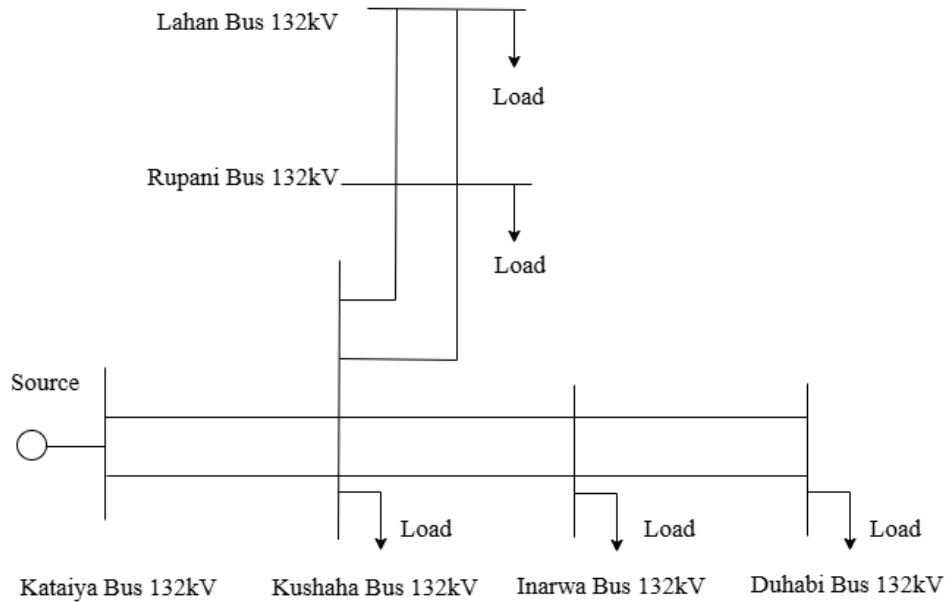 Lahan Bus 132kV
Load
Rupani Bus 132kV
Load
Source
Load
Load
Load
Kataiya Bus 132kV
Kushaha Bus 132kV
Inarwa Bus 132kV
Duhabi Bus 132kV